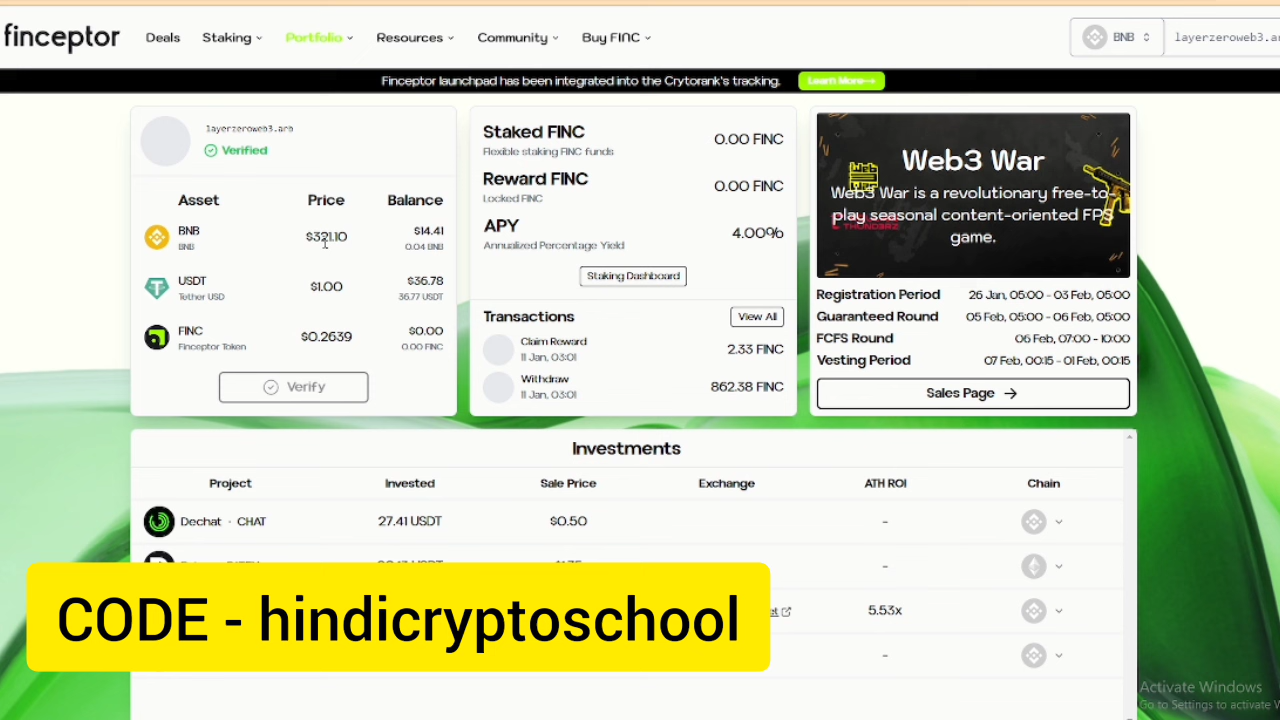 finceptor
Deals
Staking
Portfolio
Resources
Community
Buy FINC
BNB
layerzeroweb3.ar
Finceptor launchpad has been integrated into the Crytorank's tracking.
Learn More
layerzeroweb3.arb
Verified
Asset Price Balance
BNB $321.10 $14.41
BNB 0.04 BNB
USDT $1.00 $36.78
Tether USD 36.77 USDT
FINC $0.2639 $0.00
Finceptor Token 0.00 FINC
Verify
Staked FINC 0.00 FINC
Flexible staking FINC funds
Reward FINC 0.00 FINC
Locked FINC
APY 4.00%
Annualized Percentage Yield
Staking Dashboard
Transactions View All
Claim Reward 2.33 FINC
11 Jan, 03:01
Withdraw 862.38 FINC
11 Jan, 03:01
Web3 War
Web3 War is a revolutionary free-to-
play seasonal content-oriented FPS
game.
Registration Period 26 Jan, 05:00 - 03 Feb, 05:00
Guaranteed Round 05 Feb, 05:00 - 06 Feb, 05:00
FCFS Round 06 Feb, 07:00 - 10:00
Vesting Period 07 Feb, 00:15 - 01 Feb, 00:15
Sales Page
Investments
Project Invested Sale Price Exchange ATH ROI Chain
Dechat · CHAT 27.41 USDT $0.50 -
-
5.53x
-
CODE - hindicryptoschool
Activate Windows
Go to Settings to activate W